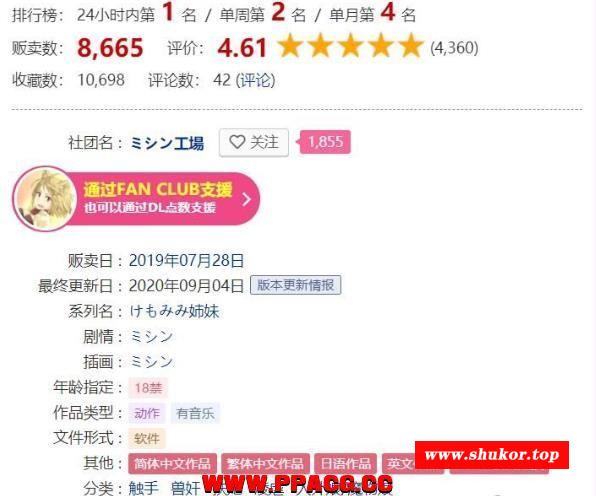 排行榜: 24小时内第 1 名 / 单周第 2 名 / 单月第 4 名
贩卖数: 8,665 评价: 4.61 ★★★★★ (4,360)
收藏数: 10,698 评论数: 42 (评论)
社团名: ミシン工場 ♡ 关注 1,855
通过FAN CLUB支援
也可以通过DL点数支援
贩卖日: 2019年07月28日
最终更新日: 2020年09月04日 版本更新情报
系列名: けもみみ姉妹
剧情: ミシン
插画: ミシン
年龄指定: 18禁
作品类型: 动作 有音乐
文件形式: 软件
www.shukor.top
其他: 简体中文作品 繁体中文作品 日语作品 英文
WWW.PPACG.CC
分类: 触手 兽奸